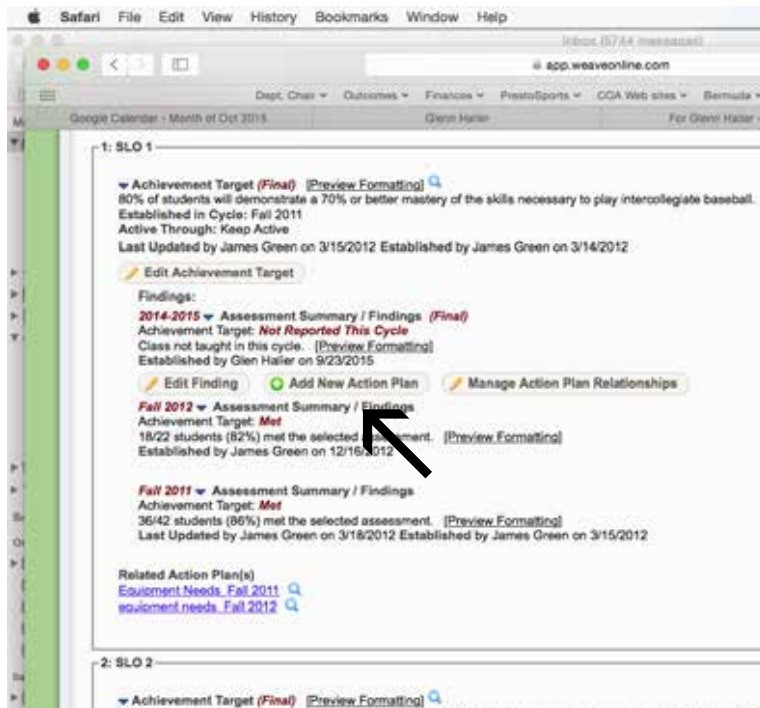 Safari File Edit View History Bookmarks Window Help
Inbox (5744 messages)
app.weaveonline.com
Dept. Chair Outcomes Finances PrestoSports CCA Web sites Bermuda
Google Calendar - Month of Oct 2015 Glenn Haller For Glenn Haller -
1: SLO 1
Achievement Target (Final) [Preview Formatting]
80% of students will demonstrate a 70% or better mastery of the skills necessary to play intercollegiate baseball.
Established in Cycle: Fall 2011
Active Through: Keep Active
Last Updated by James Green on 3/15/2012 Established by James Green on 3/14/2012
Edit Achievement Target
Findings:
2014-2015 Assessment Summary / Findings (Final)
Achievement Target: Not Reported This Cycle
Class not taught in this cycle. [Preview Formatting]
Established by Glen Haller on 9/23/2015
Edit Finding Add New Action Plan Manage Action Plan Relationships
Fall 2012 Assessment Summary / Findings
Achievement Target: Met
18/22 students (82%) met the selected assessment. [Preview Formatting]
Established by James Green on 12/16/2012
Fall 2011 Assessment Summary / Findings
Achievement Target: Met
36/42 students (86%) met the selected assessment. [Preview Formatting]
Last Updated by James Green on 3/18/2012 Established by James Green on 3/15/2012
Related Action Plan(s)
Equipment Needs Fall 2011
equipment needs Fall 2012
2: SLO 2
Achievement Target (Final) [Preview Formatting]